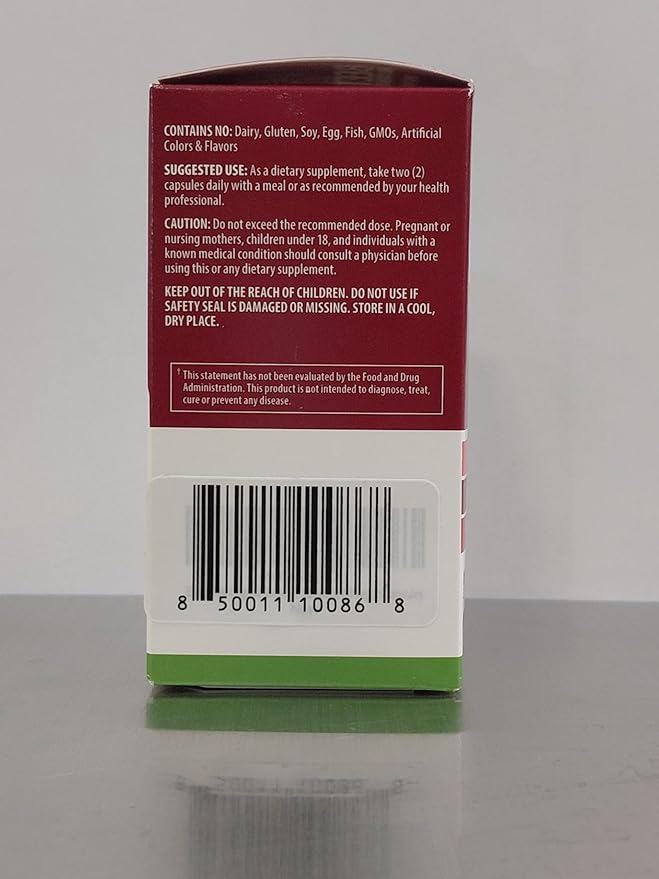 CONTAINS NO: Dairy, Gluten, Soy, Egg, Fish, GMOs, Artificial
Colors & Flavors
SUGGESTED USE: As a dietary supplement, take two (2)
capsules daily with a meal or as recommended by your health
professional.
CAUTION: Do not exceed the recommended dose. Pregnant or
nursing mothers, children under 18, and individuals with a
known medical condition should consult a physician before
using this or any dietary supplement.
KEEP OUT OF THE REACH OF CHILDREN. DO NOT USE IF
SAFETY SEAL IS DAMAGED OR MISSING. STORE IN A COOL,
DRY PLACE.
† This statement has not been evaluated by the Food and Drug
Administration. This product is not intended to diagnose, treat,
cure or prevent any disease.
8 50011 10086 8